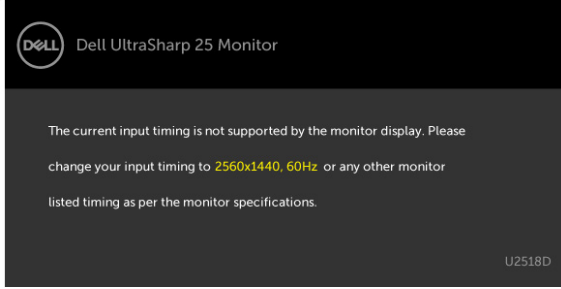 DELL
Dell UltraSharp 25 Monitor
The current input timing is not supported by the monitor display. Please
change your input timing to 2560x1440, 60Hz or any other monitor
listed timing as per the monitor specifications.
U2518D